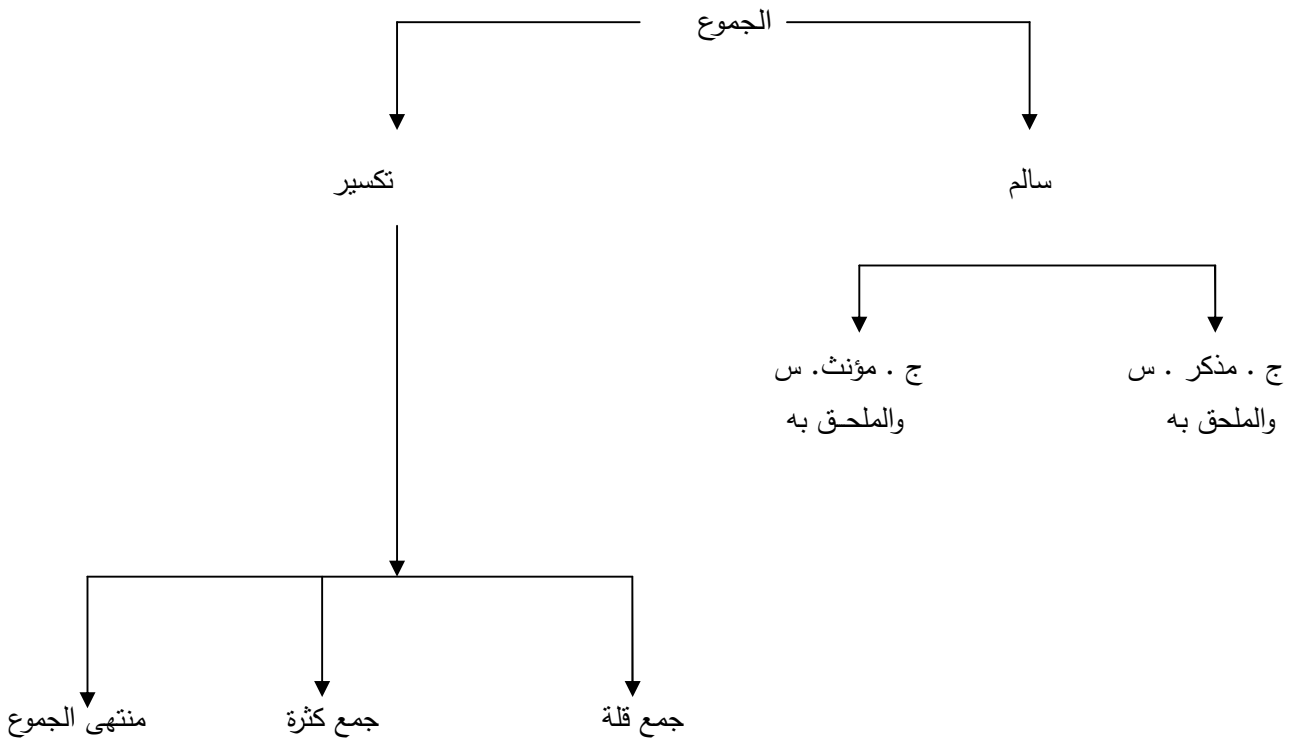 الجموع
سالم
تكسير
ج . مذكر . س
والملحق به
ج . مؤنث. س
والملحـق به
جمع قلة
جمع كثرة
منتهى الجموع